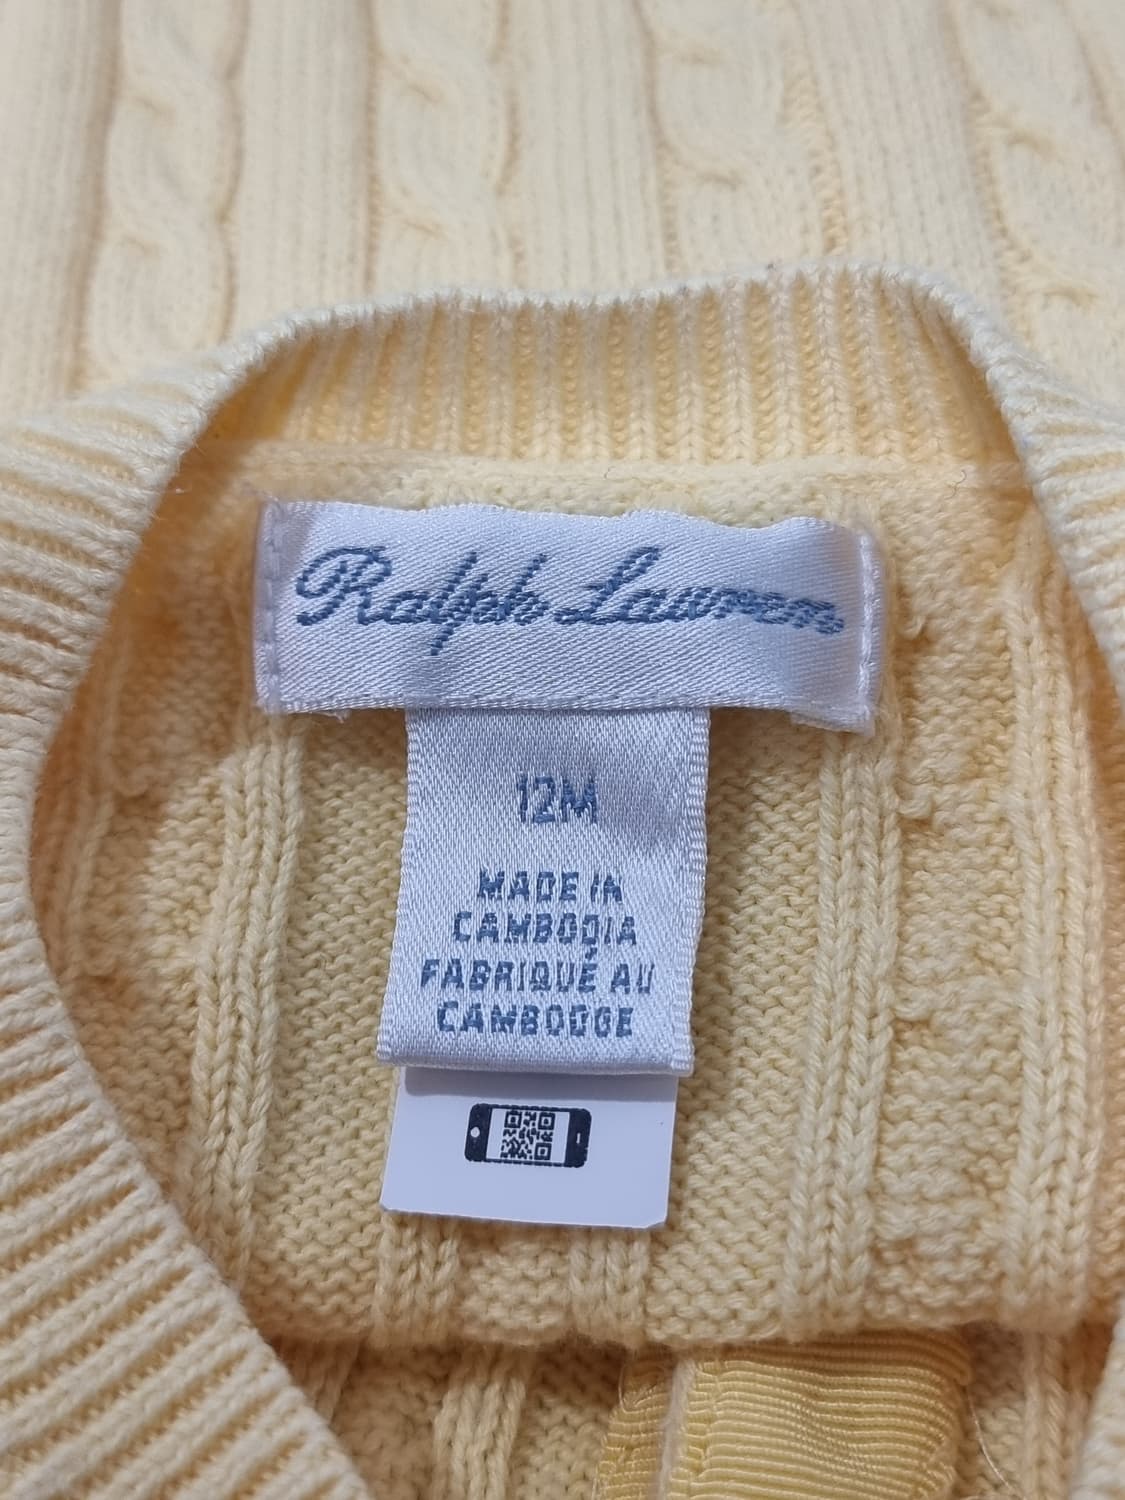 Ralph Lauren
12M
MADE IN
CAMBODIA
FABRIQUÉ AU
CAMBODGE